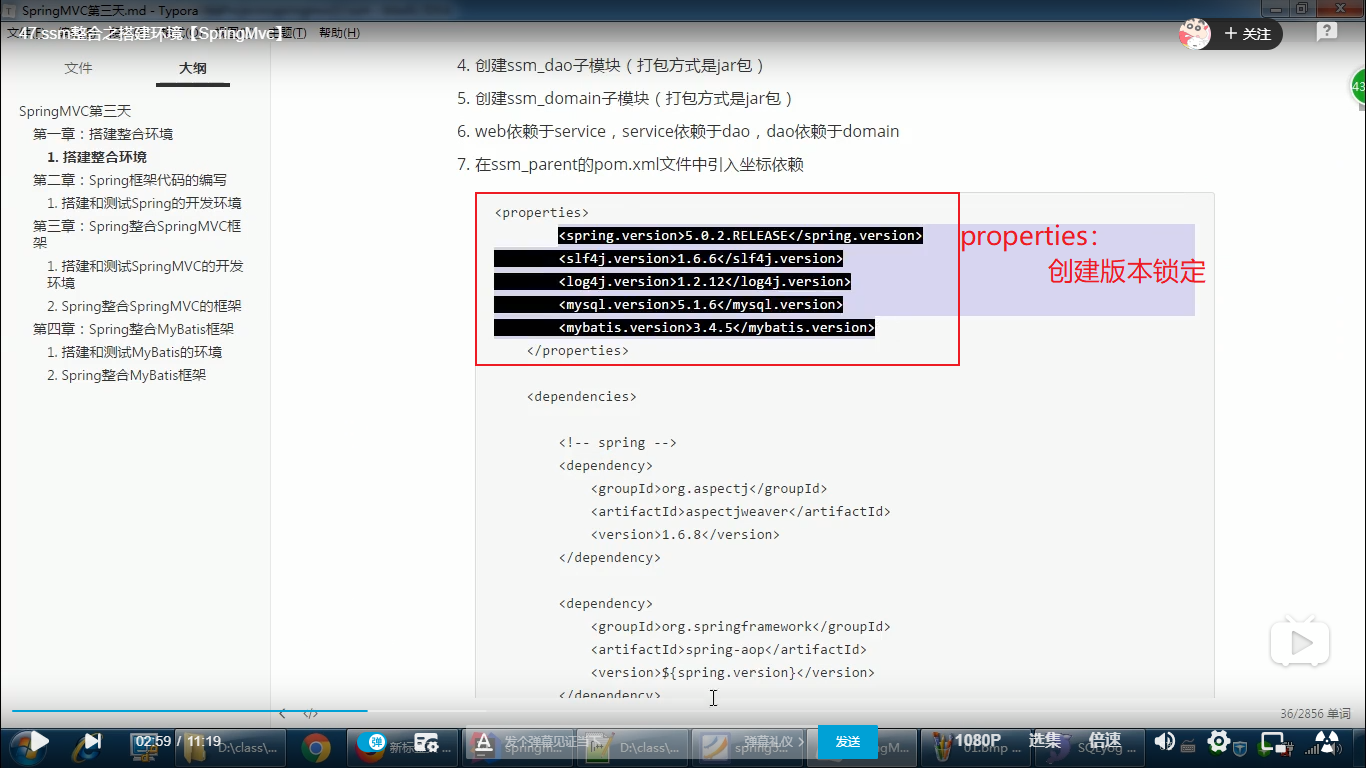 SpringMVC第三天.md - Typora
47.ssm整合之搭建环境【SpringMvc】
帮助(H)
+ 关注
文件 大纲
SpringMVC第三天
第一章：搭建整合环境
1. 搭建整合环境
第二章：Spring框架代码的编写
1. 搭建和测试Spring的开发环境
第三章：Spring整合SpringMVC框
架
1. 搭建和测试SpringMVC的开发
环境
2. Spring整合SpringMVC的框架
第四章：Spring整合MyBatis框架
1. 搭建和测试MyBatis的环境
2. Spring整合MyBatis框架
4. 创建ssm_dao子模块（打包方式是jar包）
5. 创建ssm_domain子模块（打包方式是jar包）
6. web依赖于service，service依赖于dao，dao依赖于domain
7. 在ssm_parent的pom.xml文件中引入坐标依赖
<properties>
<spring.version>5.0.2.RELEASE</spring.version>
<slf4j.version>1.6.6</slf4j.version>
<log4j.version>1.2.12</log4j.version>
<mysql.version>5.1.6</mysql.version>
<mybatis.version>3.4.5</mybatis.version>
</properties>
properties：
创建版本锁定
<dependencies>
<!-- spring -->
<dependency>
<groupId>org.aspectj</groupId>
<artifactId>aspectjweaver</artifactId>
<version>1.6.8</version>
</dependency>
<dependency>
<groupId>org.springframework</groupId>
<artifactId>spring-aop</artifactId>
<version>${spring.version}</version>
</dependency>
43
36/2856 单词
02:59 / 11:19
D:\class\...
弹
发个弹幕见证当下
D:\class\...
弹幕礼仪 >
发送
1080P
选集
倍速